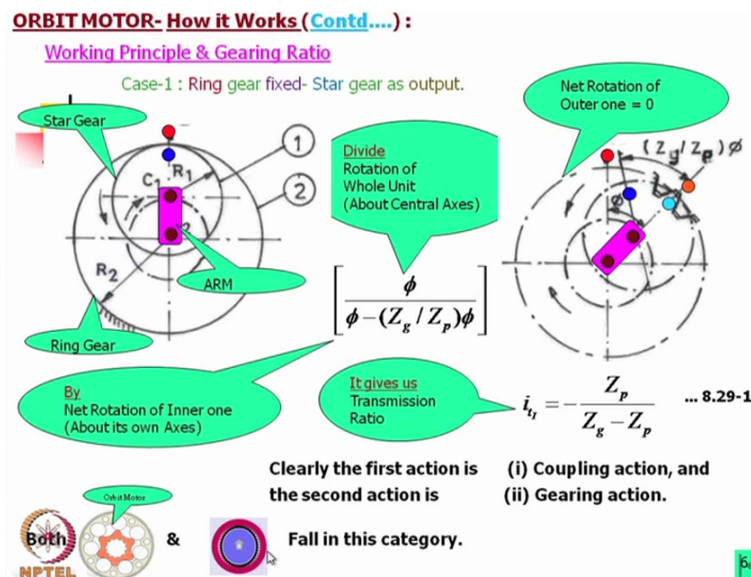 ORBIT MOTOR- How it Works (Contd....) :
Working Principle & Gearing Ratio
Case-1 : Ring gear fixed- Star gear as output.
Star Gear
C1
R1
1
2
R2
ARM
Ring Gear
Divide
Rotation of
Whole Unit
(About Central Axes)
ϕ
ϕ – (Zg / Zp)ϕ
Net Rotation of
Outer one = 0
(Zg/Zp)ϕ
ϕ
By
Net Rotation of Inner one
(About its own Axes)
It gives us
Transmission
Ratio
itI = – Zp / (Zg – Zp) ... 8.29-1
Clearly the first action is (i) Coupling action, and
the second action is (ii) Gearing action.
Orbit Motor
Both & Fall in this category.
NPTEL
6